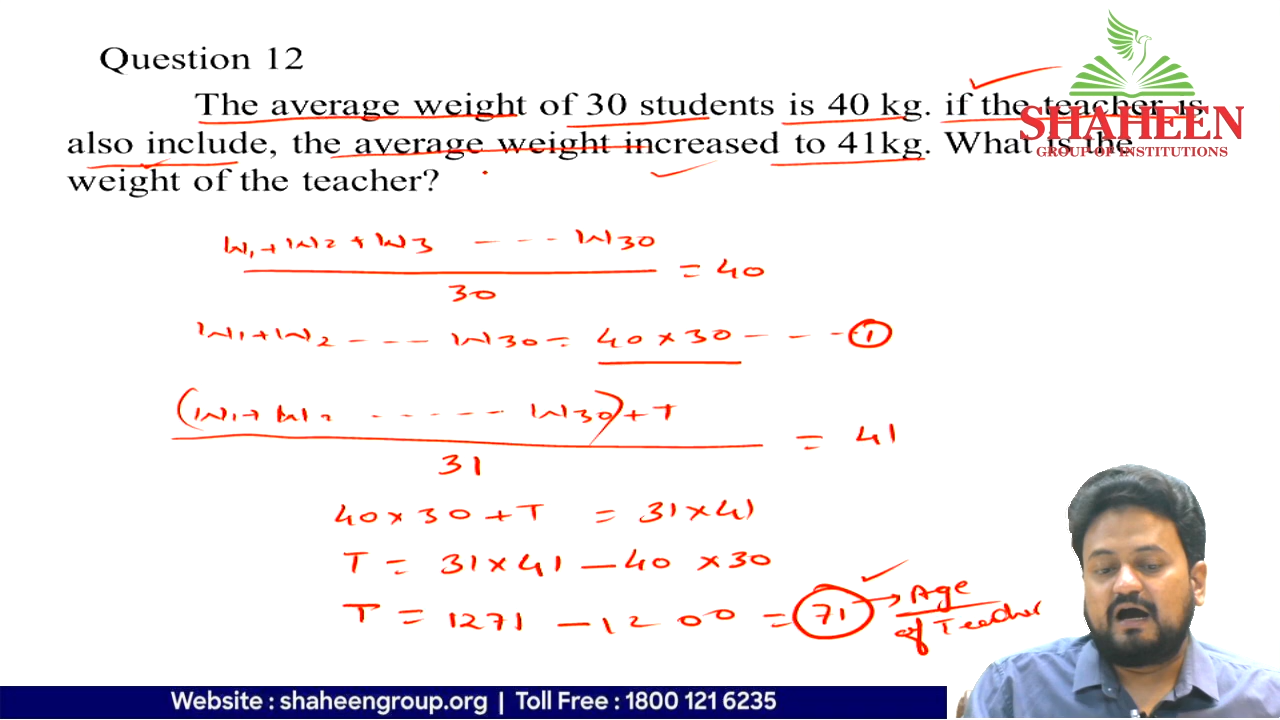 Question 12
The average weight of 30 students is 40 kg. if the teacher is
also include, the average weight increased to 41kg. What is the
weight of the teacher?
SHAHEEN
GROUP OF INSTITUTIONS
W1+W2+W3 ---- W30
30
= 40
W1+W2 ---- W30 = 40×30 --- ①
(W1+W2 ------ W30)+T
31
= 41
40×30+T = 31×41
T = 31×41 - 40×30
T = 1271 - 1200 = 71 → Age
of Teacher
Website : shaheengroup.org | Toll Free : 1800 121 6235